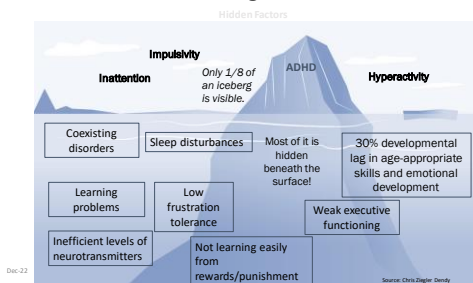 Hidden Factors
Impulsivity
Inattention
Only 1/8 of
an iceberg
is visible.
ADHD
Hyperactivity
Coexisting
disorders
Sleep disturbances
Most of it is
hidden
beneath the
surface!
30% developmental
lag in age-appropriate
skills and emotional
development
Learning
problems
Low
frustration
tolerance
Weak executive
functioning
Inefficient levels of
neurotransmitters
Not learning easily
from
rewards/punishment
Dec-22
Source: Chris Ziegler Dendy